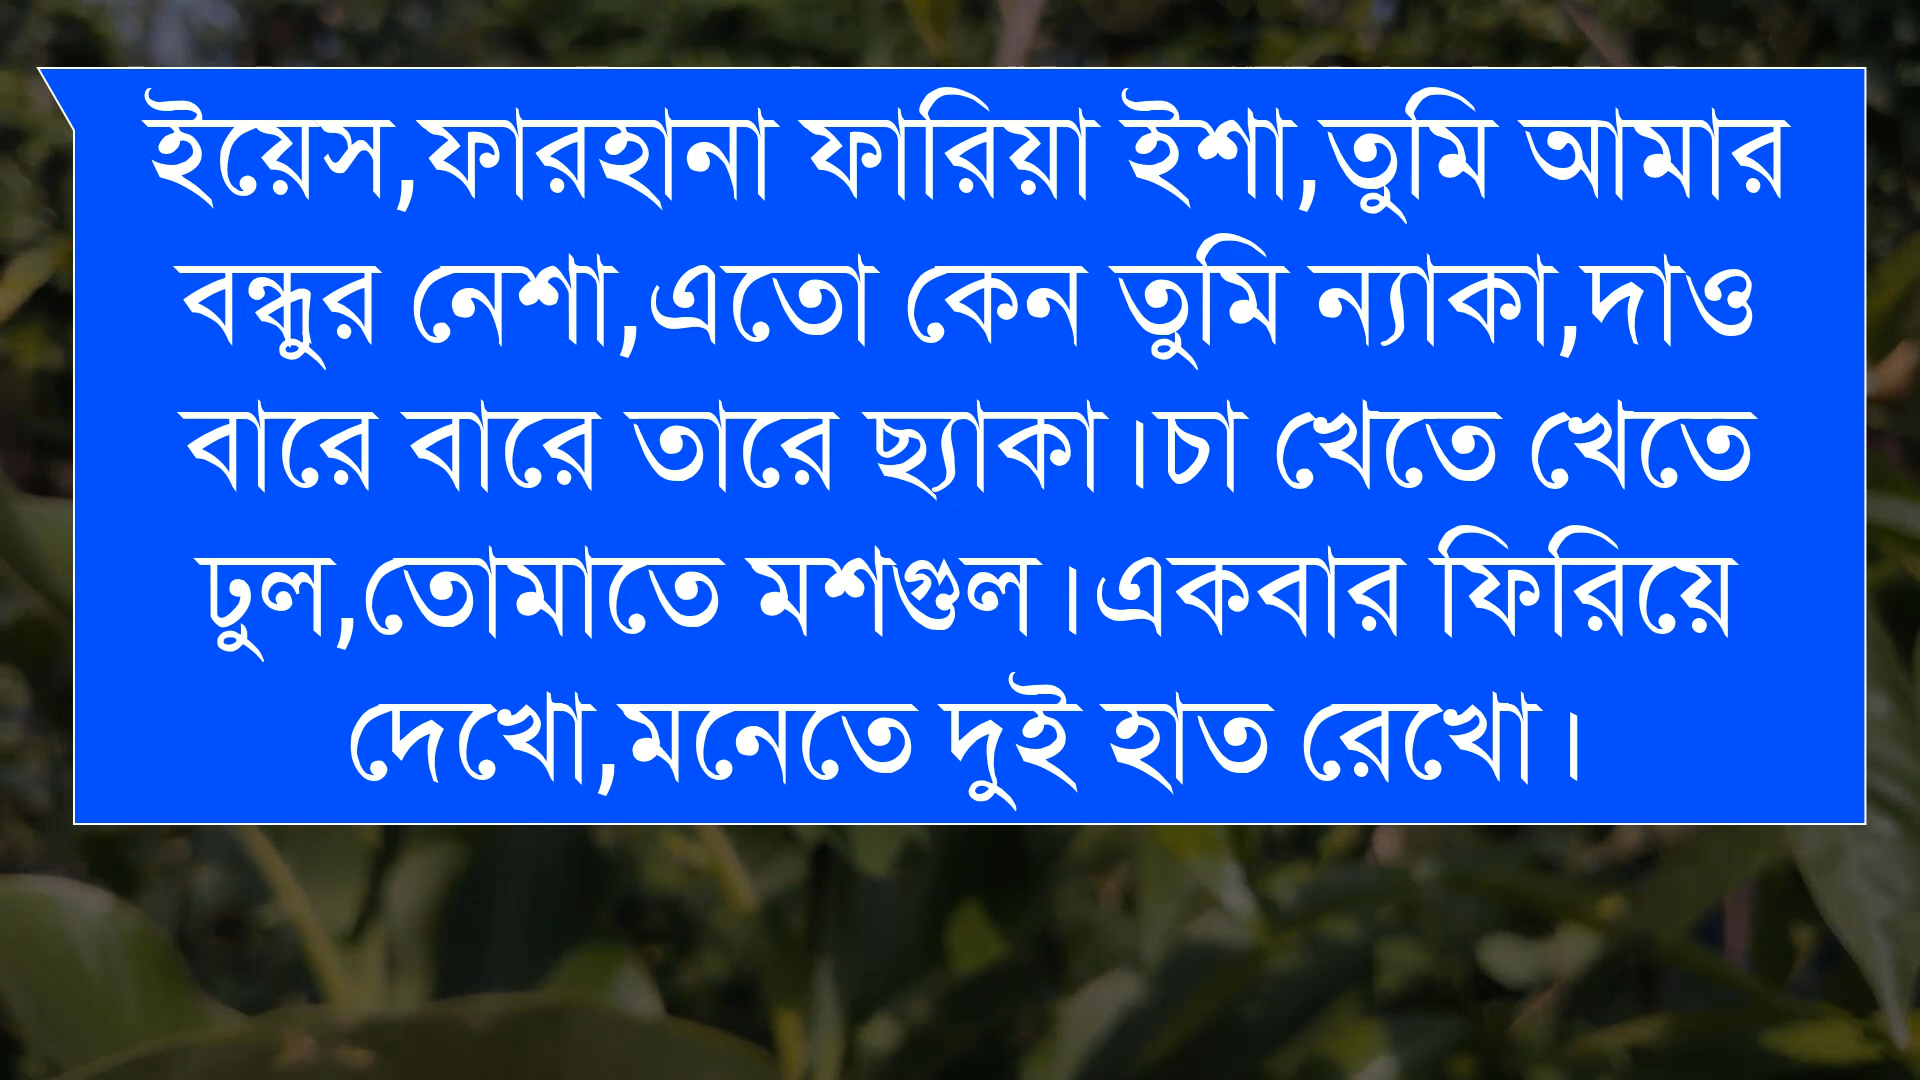 ইয়েস,ফারহানা ফারিয়া ইশা,তুমি আমার
বন্ধুর নেশা,এতো কেন তুমি ন্যাকা,দাও
বারে বারে তারে ছ্যাকা।চা খেতে খেতে
ঢুল,তোমাতে মশগুল।একবার ফিরিয়ে
দেখো,মনেতে দুই হাত রেখো।